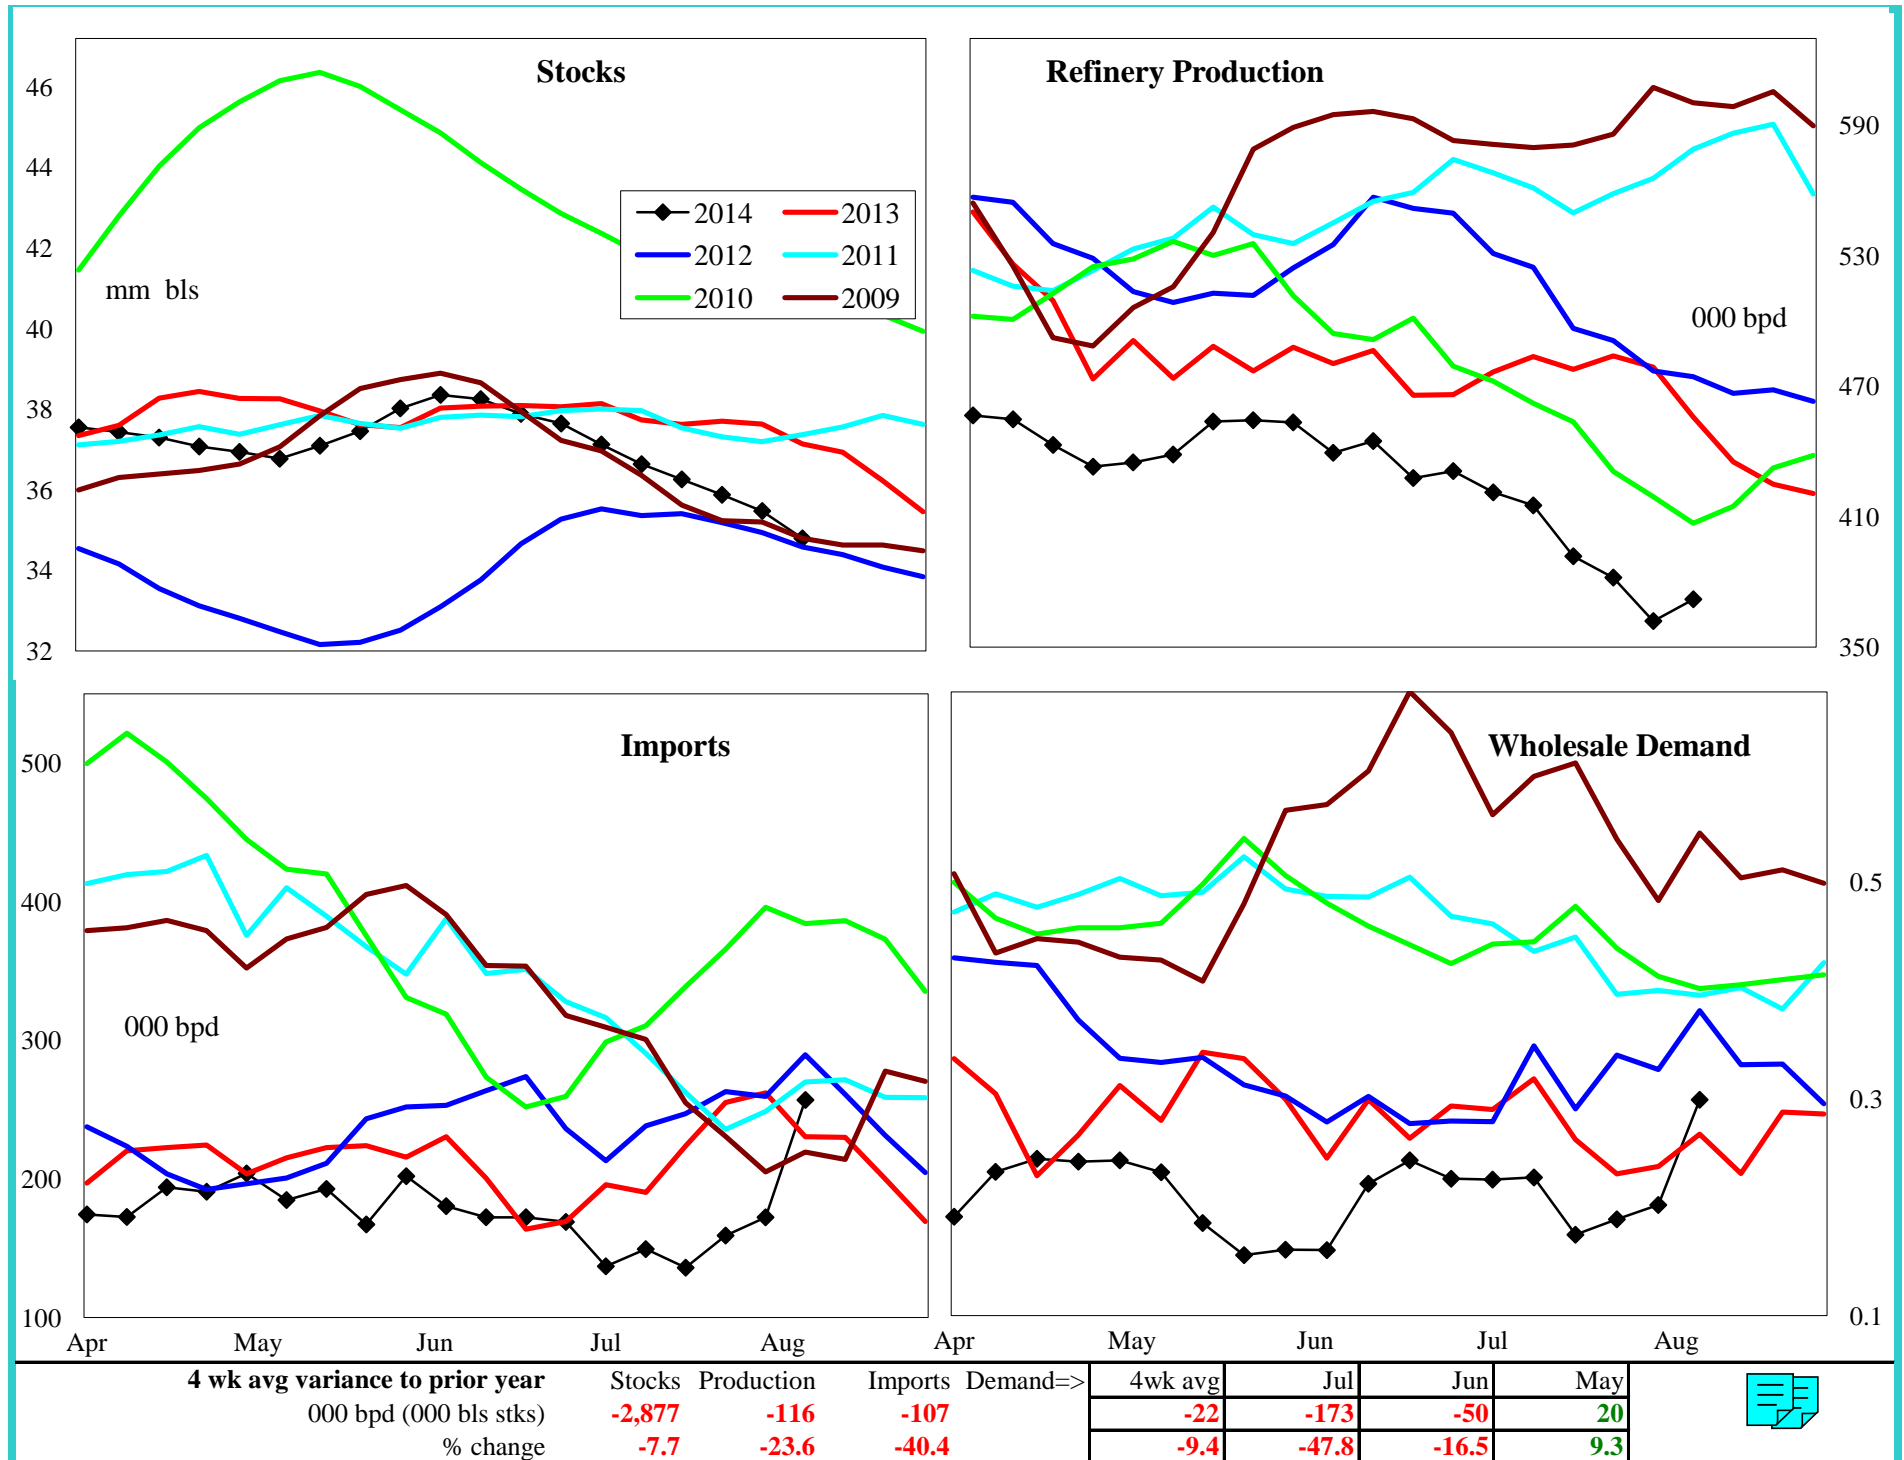 Stocks
46
44
42
40
38
36
34
32
mm bls
2014 2013
2012 2011
2010 2009
Refinery Production
590
530
470
410
350
000 bpd
Imports
500
400
300
200
100
000 bpd
Apr May Jun Jul Aug
Wholesale Demand
0.5
0.3
0.1
Apr May Jun Jul Aug
4 wk avg variance to prior year Stocks Production Imports Demand=> 4wk avg Jul Jun May
000 bpd (000 bls stks) -2,877 -116 -107 -22 -173 -50 20
% change -7.7 -23.6 -40.4 -9.4 -47.8 -16.5 9.3